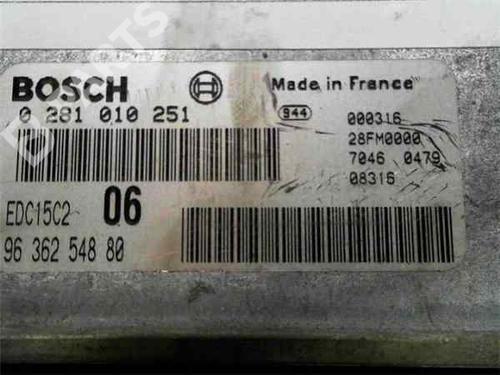 BOSCH
Made in France
0 281 010 251
944
000316
28FM0000
7046 0479
08316
EDC15C2 06
96 362 548 80